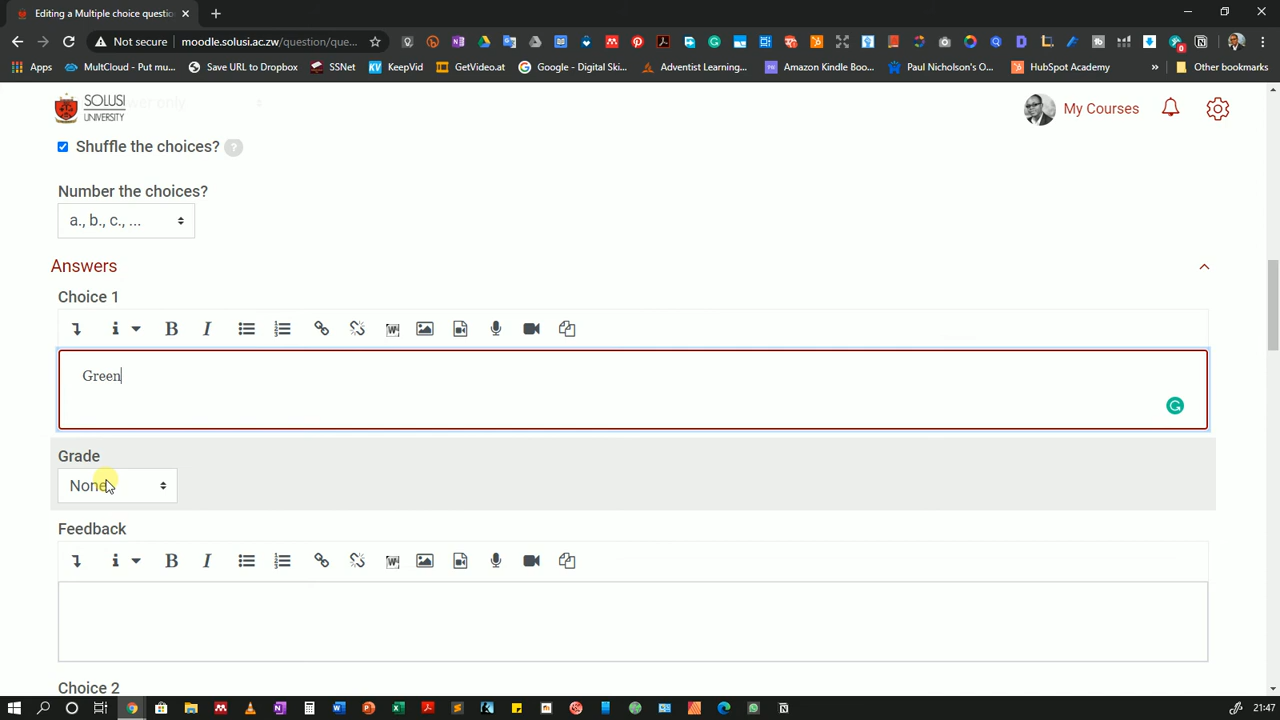 Editing a Multiple choice questio
Not secure
moodle.solusi.ac.zw/question/que...
Apps
MultCloud - Put mu...
Save URL to Dropbox
SSNet
KV KeepVid
GetVideo.at
Google - Digital Ski...
Adventist Learning...
Amazon Kindle Boo...
Paul Nicholson's O...
HubSpot Academy
»
Other bookmarks
SOLUSI
UNIVERSITY
My Courses
Shuffle the choices? ?
Number the choices?
a., b., c., ...
Answers
Choice 1
B I
Green
Grade
None
Feedback
B I
Choice 2
21:47